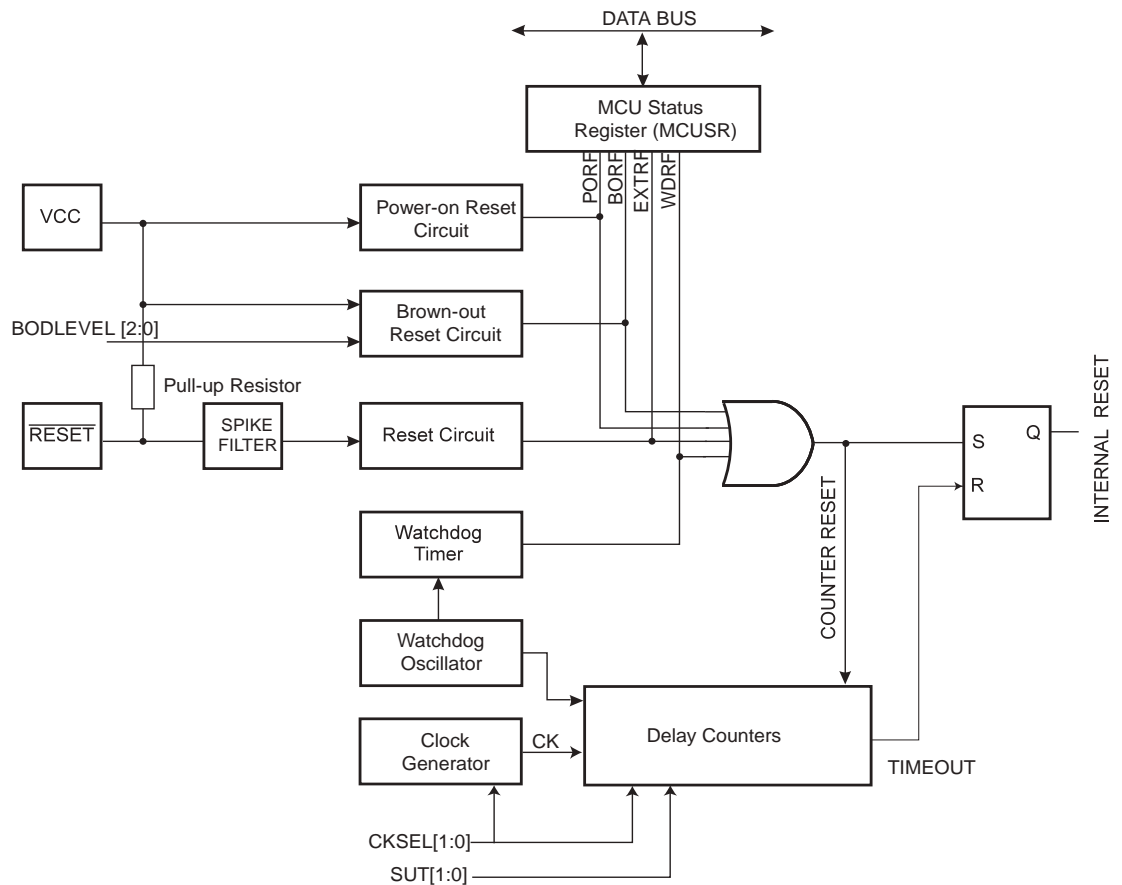 DATA BUS
MCU Status
Register (MCUSR)
PORF
BORF
EXTRF
WDRF
VCC
Power-on Reset
Circuit
BODLEVEL [2:0]
Brown-out
Reset Circuit
Pull-up Resistor
RESET
SPIKE
FILTER
Reset Circuit
S
Q
R
INTERNAL RESET
Watchdog
Timer
COUNTER RESET
Watchdog
Oscillator
Clock
Generator
CK
Delay Counters
TIMEOUT
CKSEL[1:0]
SUT[1:0]